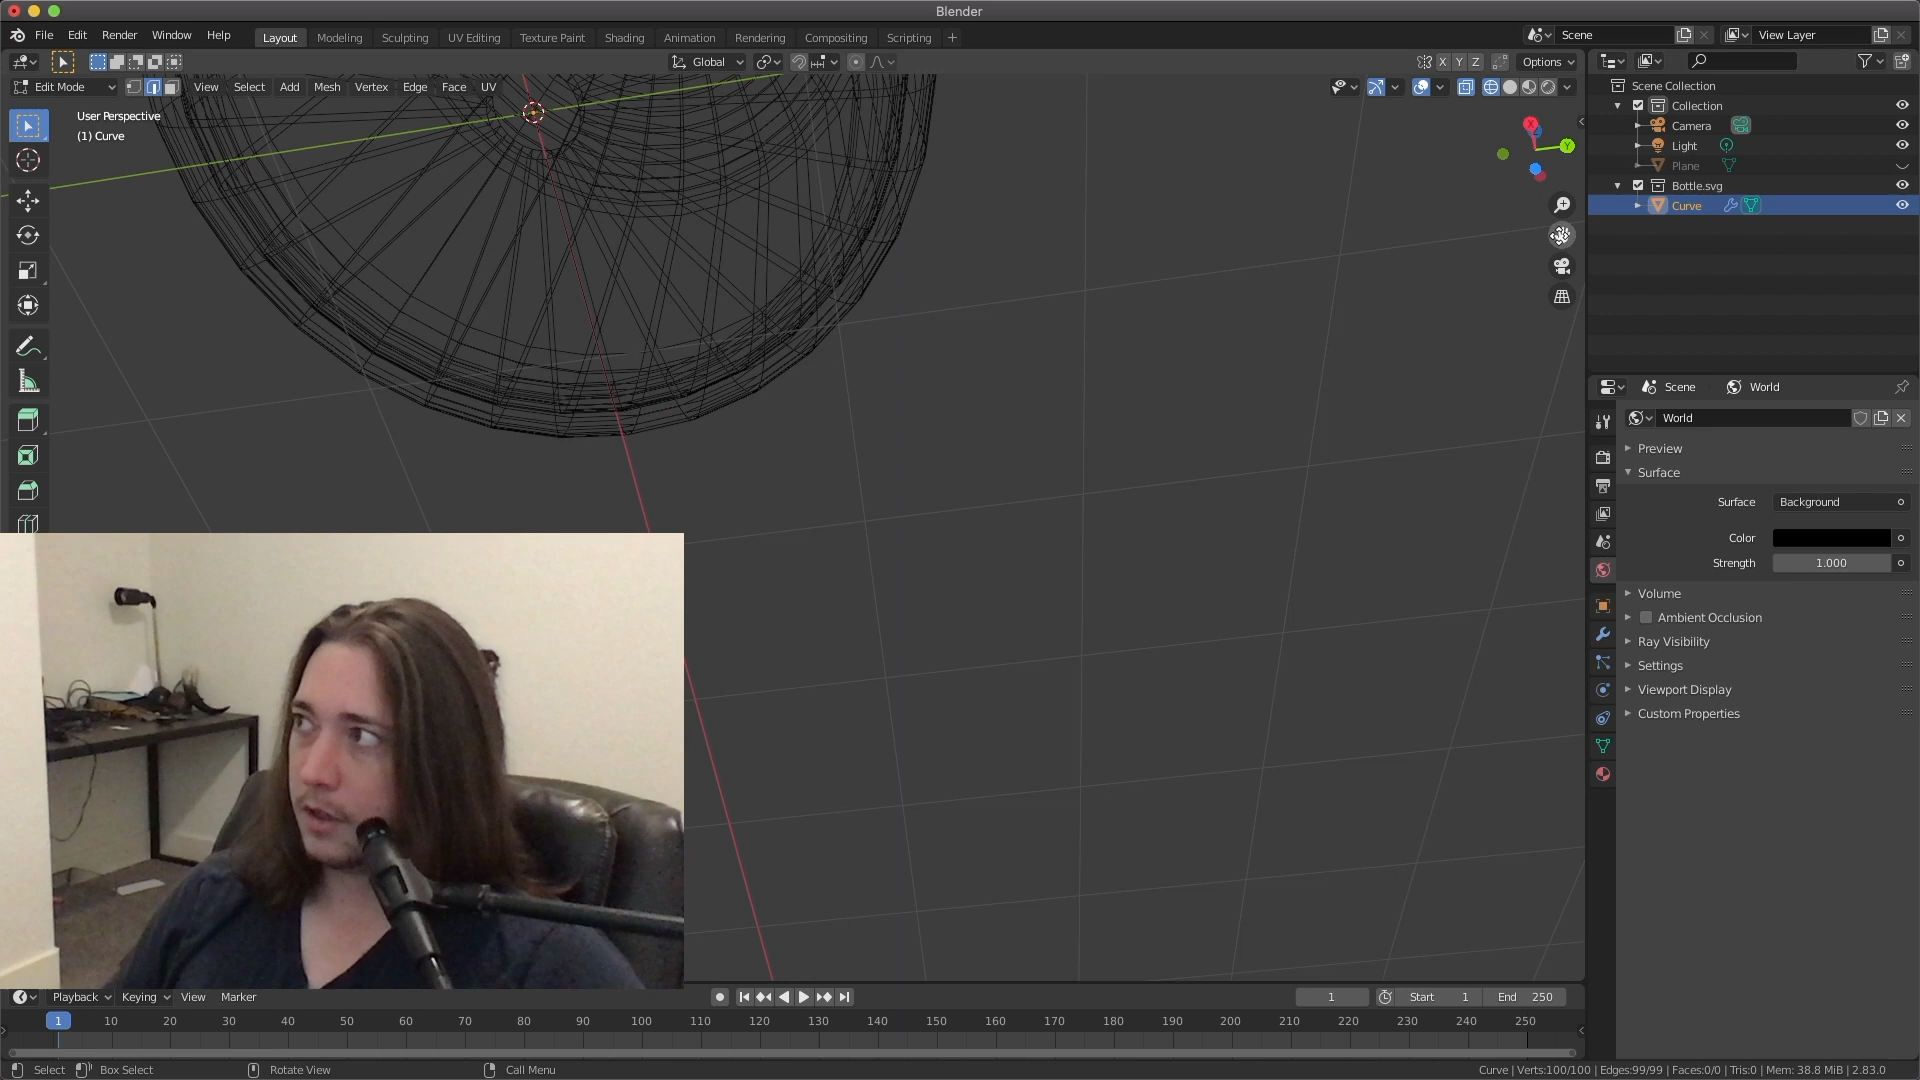 Blender
File Edit Render Window Help
Layout Modeling Sculpting UV Editing Texture Paint Shading Animation Rendering Compositing Scripting +
Scene
View Layer
Global
X Y Z
Options
Edit Mode
View Select Add Mesh Vertex Edge Face UV
User Perspective
(1) Curve
X
Y
Scene Collection
Collection
Camera
Light
Plane
Bottle.svg
Curve
Scene
World
World
Preview
Surface
Surface Background
Color
Strength 1.000
Volume
Ambient Occlusion
Ray Visibility
Settings
Viewport Display
Custom Properties
Playback Keying View Marker
1
Start 1
End 250
1 10 20 30 40 50 60 70 80 90 100 110 120 130 140 150 160 170 180 190 200 210 220 230 240 250
Select Box Select Rotate View Call Menu
Curve | Verts:100/100 | Edges:99/99 | Faces:0/0 | Tris:0 | Mem: 38.8 MiB | 2.83.0